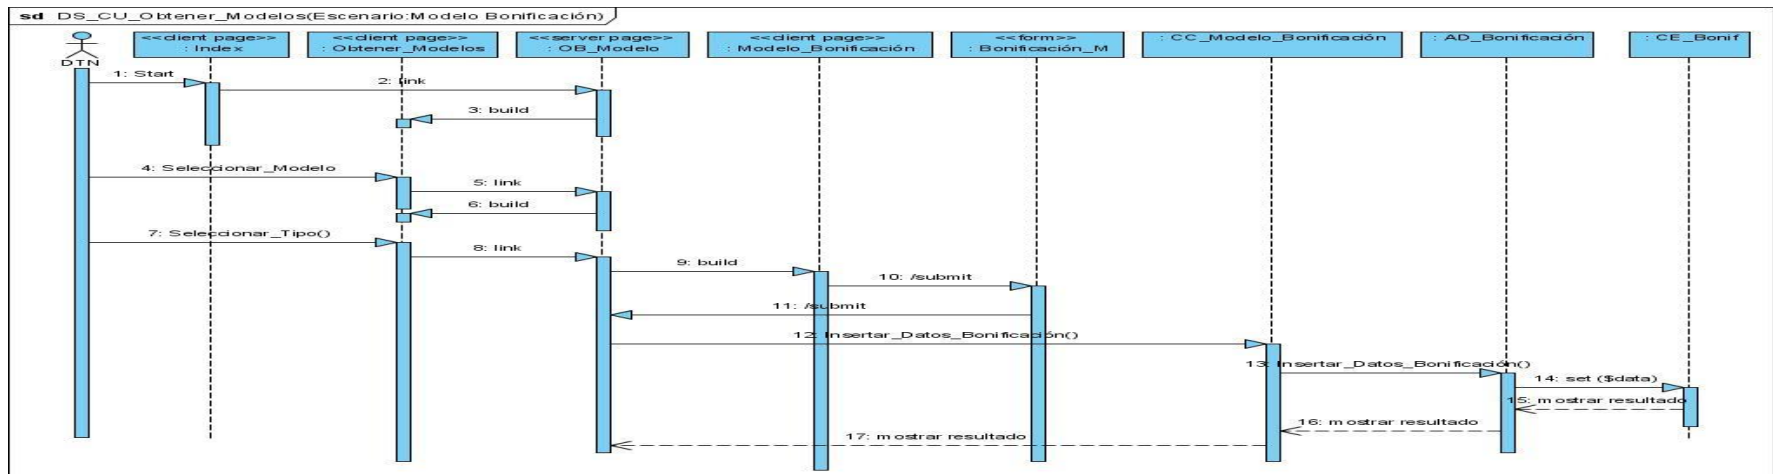 sd DS_CU_Obtener_Modelos(Escenario:Modelo Bonificación)
<<client page>>
: Index
<<client page>>
: Obtener_Modelos
<<server page>>
: OB_Modelo
<<client page>>
: Modelo_Bonificación
<<form>>
: Bonificación_M
: CC_Modelo_Bonificación
: AD_Bonificación
: CE_Bonif
DTN
1: Start
2: link
3: build
4: Seleccionar_Modelo
5: link
6: build
7: Seleccionar_Tipo()
8: link
9: build
10: /submit
11: /submit
12: Insertar_Datos_Bonificación()
13: Insertar_Datos_Bonificación()
14: set ($data)
15: mostrar resultado
16: mostrar resultado
17: mostrar resultado